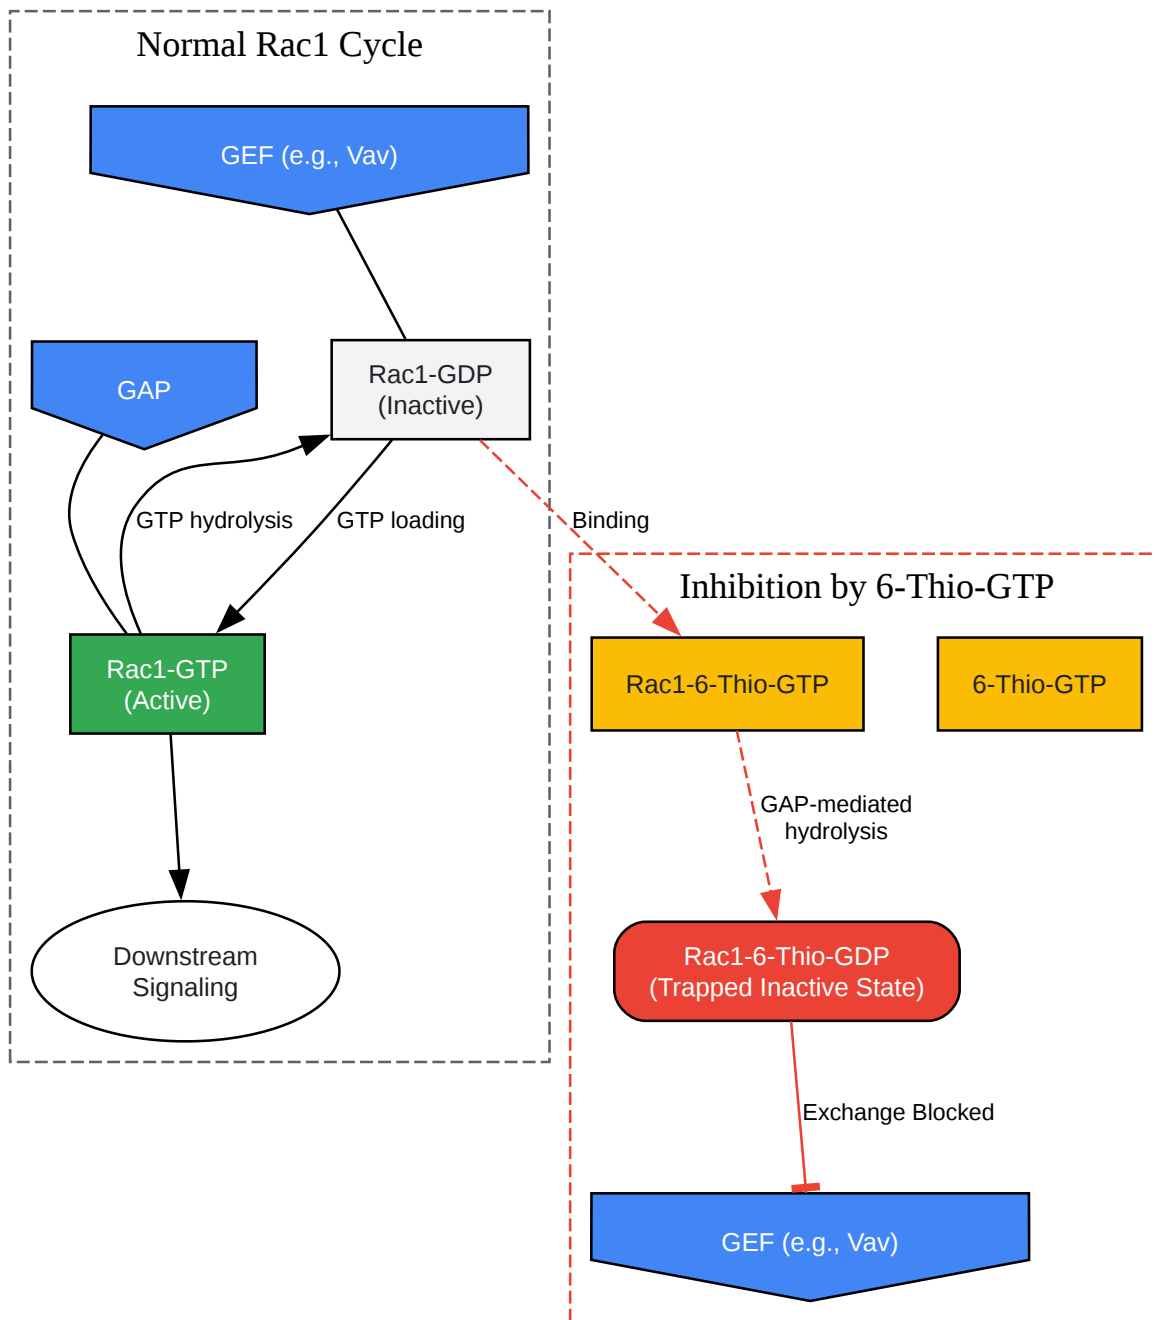 Normal Rac1 Cycle
GEF (e.g., Vav)
GAP
Rac1-GDP
(Inactive)
GTP hydrolysis
GTP loading
Rac1-GTP
(Active)
Downstream
Signaling
Binding
Inhibition by 6-Thio-GTP
Rac1-6-Thio-GTP
6-Thio-GTP
GAP-mediated
hydrolysis
Rac1-6-Thio-GDP
(Trapped Inactive State)
Exchange Blocked
GEF (e.g., Vav)